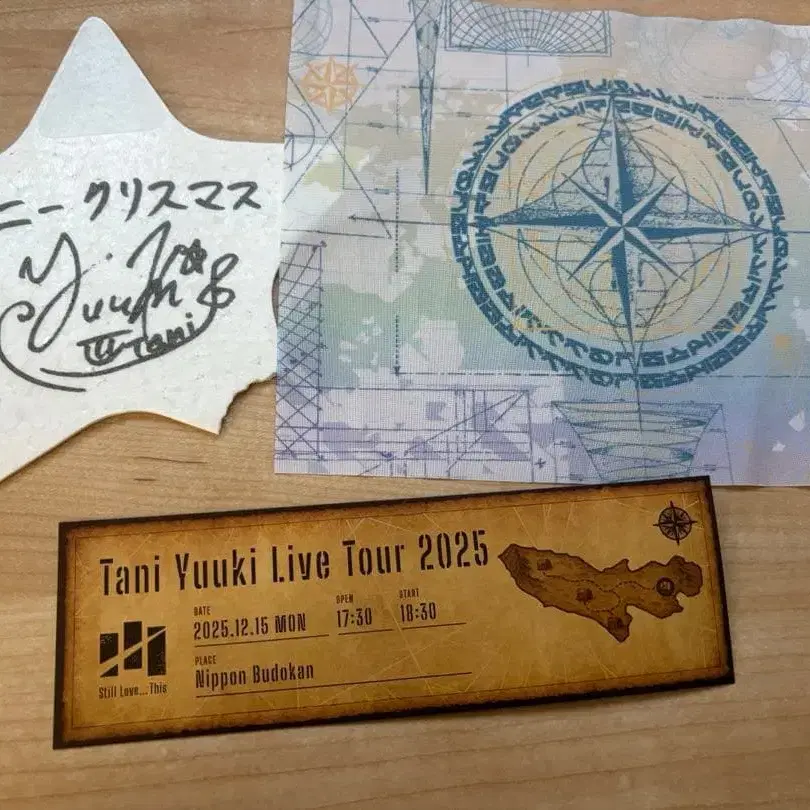 ニークリスマス
Yuuki
Tani
Tani Yuuki Live Tour 2025
DATE
2025.12.15 MON
OPEN
17:30
START
18:30
PLACE
Nippon Budokan
Still Love...This